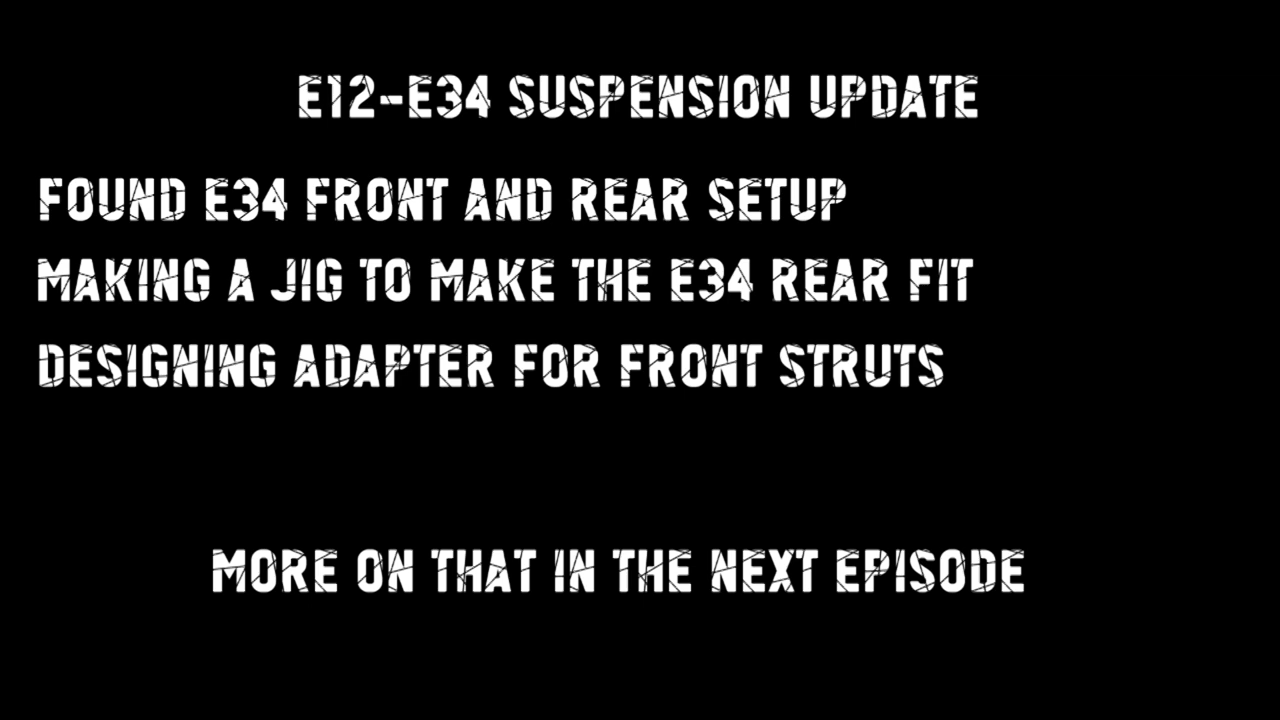 E12-E34 SUSPENSION UPDATE
FOUND E34 FRONT AND REAR SETUP
MAKING A JIG TO MAKE THE E34 REAR FIT
DESIGNING ADAPTER FOR FRONT STRUTS
MORE ON THAT IN THE NEXT EPISODE